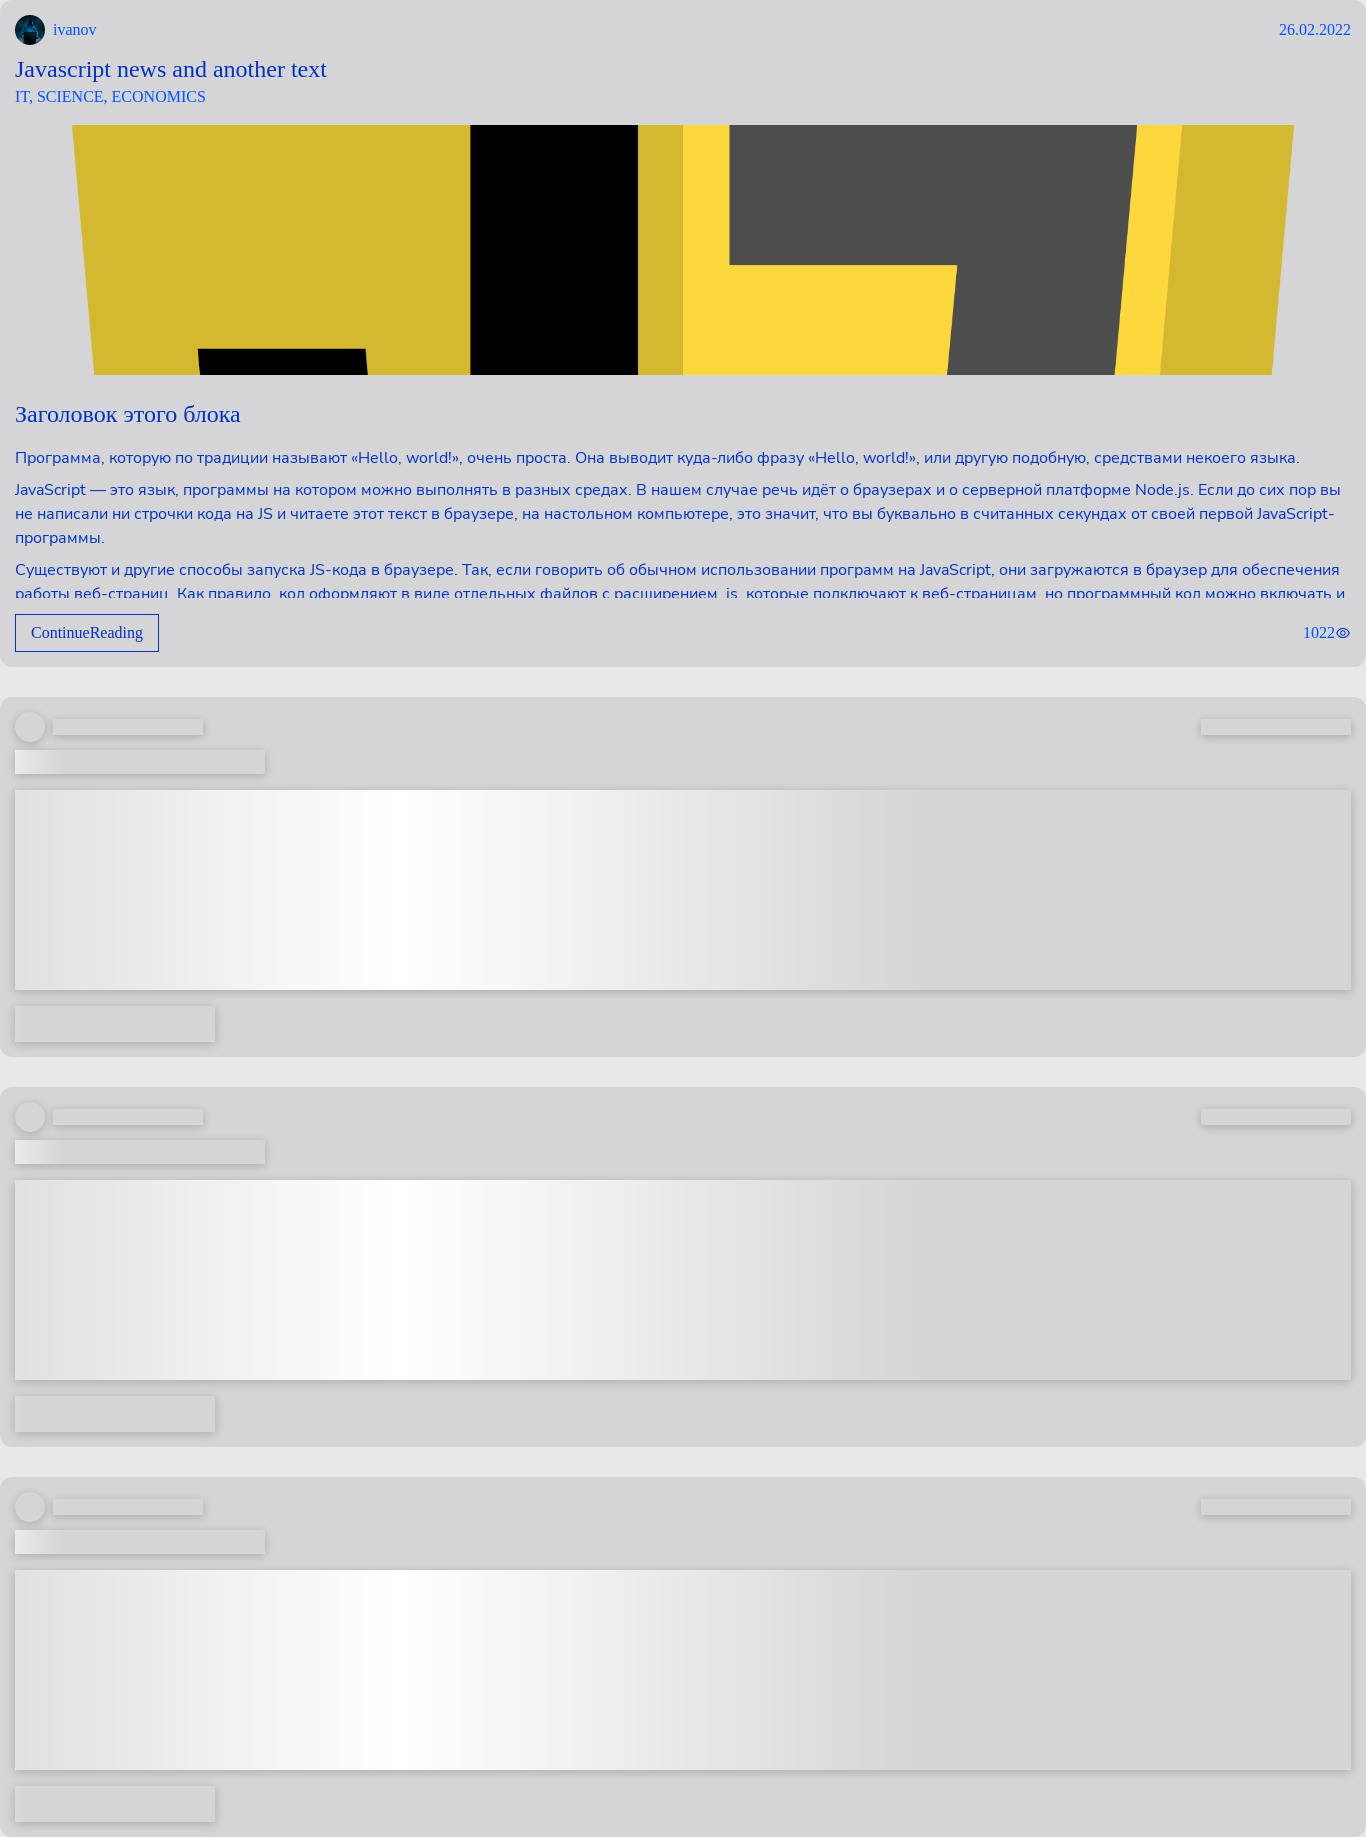 ivanov
26.02.2022
Javascript news and another text
IT, SCIENCE, ECONOMICS
Заголовок этого блока
Программа, которую по традиции называют «Hello, world!», очень проста. Она выводит куда-либо фразу «Hello, world!», или другую подобную, средствами некоего языка.
JavaScript — это язык, программы на котором можно выполнять в разных средах. В нашем случае речь идёт о браузерах и о серверной платформе Node.js. Если до сих пор вы
не написали ни строчки кода на JS и читаете этот текст в браузере, на настольном компьютере, это значит, что вы буквально в считанных секундах от своей первой JavaScript-
программы.
Существуют и другие способы запуска JS-кода в браузере. Так, если говорить об обычном использовании программ на JavaScript, они загружаются в браузер для обеспечения
работы веб-страниц. Как правило, код оформляют в виде отдельных файлов с расширением .js, которые подключают к веб-страницам, но программный код можно включать и
ContinueReading
1022